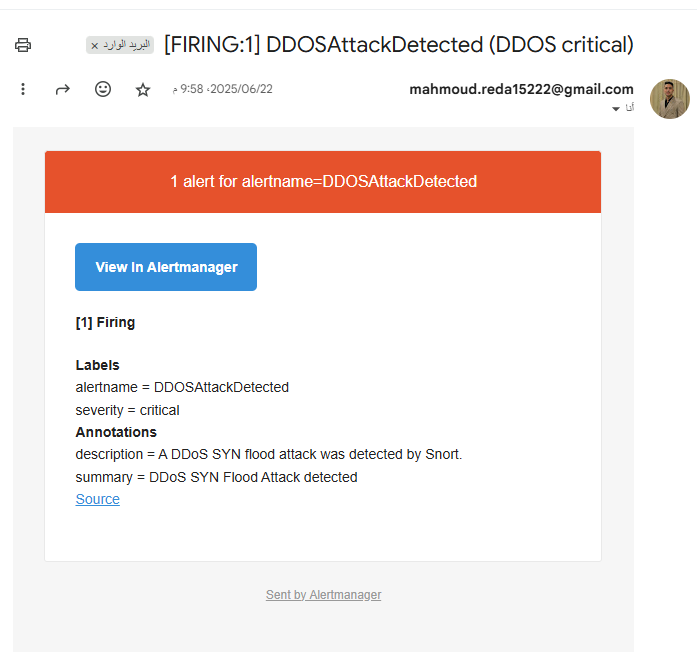 [FIRING:1] DDOSAttackDetected (DDOS critical)
البريد الوارد ×
mahmoud.reda15222@gmail.com
2025/06/22، 9:58 م
أنا
1 alert for alertname=DDOSAttackDetected
View in Alertmanager
[1] Firing
Labels
alertname = DDOSAttackDetected
severity = critical
Annotations
description = A DDoS SYN flood attack was detected by Snort.
summary = DDoS SYN Flood Attack detected
Source
Sent by Alertmanager